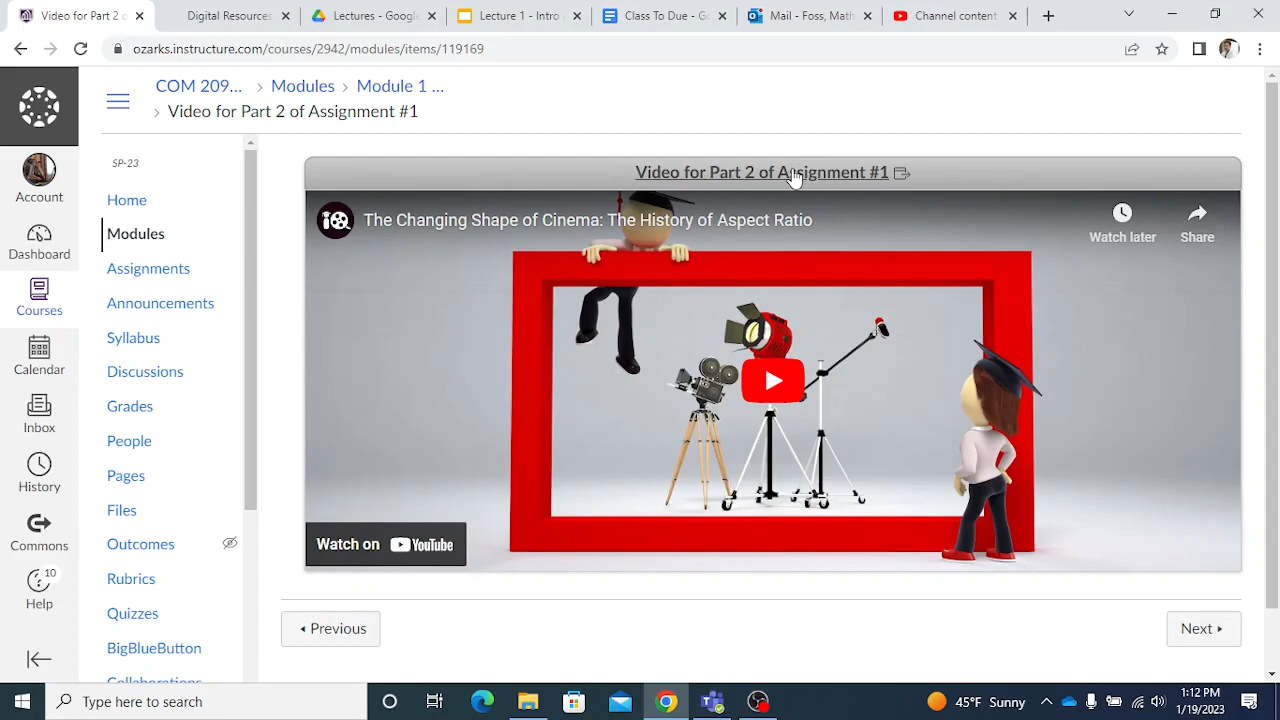 Video for Part 2 c
Digital Resources
Lectures - Google
Lecture 1 - Intro
Class To Due - G
Mail - Foss, Math
Channel content
ozarks.instructure.com/courses/2942/modules/items/119169
COM 209... > Modules > Module 1 ...
> Video for Part 2 of Assignment #1
SP-23
Home
Modules
Assignments
Announcements
Syllabus
Discussions
Grades
People
Pages
Files
Outcomes
Rubrics
Quizzes
BigBlueButton
Collaborations
Account
Dashboard
Courses
Calendar
Inbox
History
Commons
10
Help
Video for Part 2 of Assignment #1
iQ
The Changing Shape of Cinema: The History of Aspect Ratio
Watch later
Share
Watch on YouTube
Previous
Next
Type here to search
45°F Sunny
1:12 PM
1/19/2023